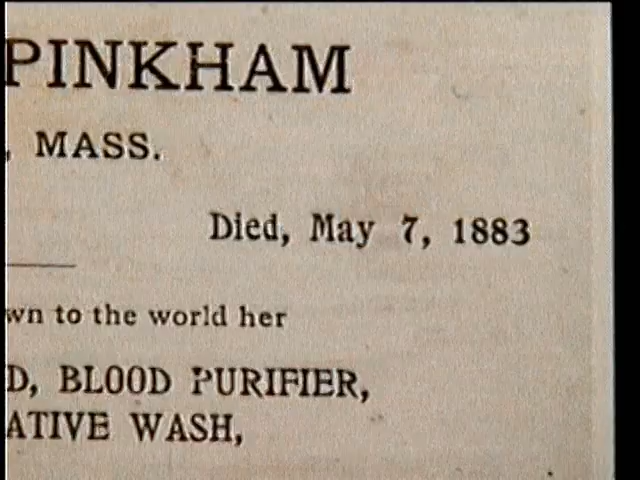 PINKHAM
, MASS.
Died, May 7, 1883
wn to the world her
D, BLOOD PURIFIER,
ATIVE WASH,